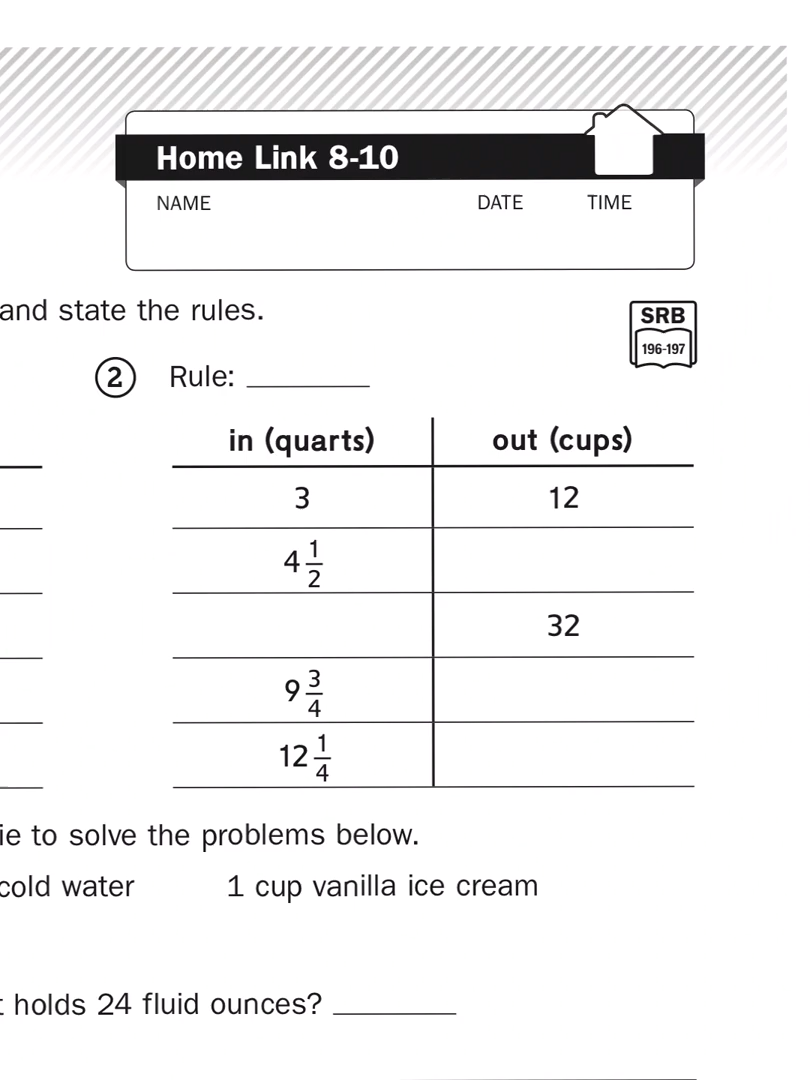 Home Link 8-10
NAME DATE TIME
and state the rules.
SRB
196-197
2 Rule:
in (quarts) out (cups)
3 12
4 1/2
32
9 3/4
12 1/4
ie to solve the problems below.
cold water 1 cup vanilla ice cream
t holds 24 fluid ounces?